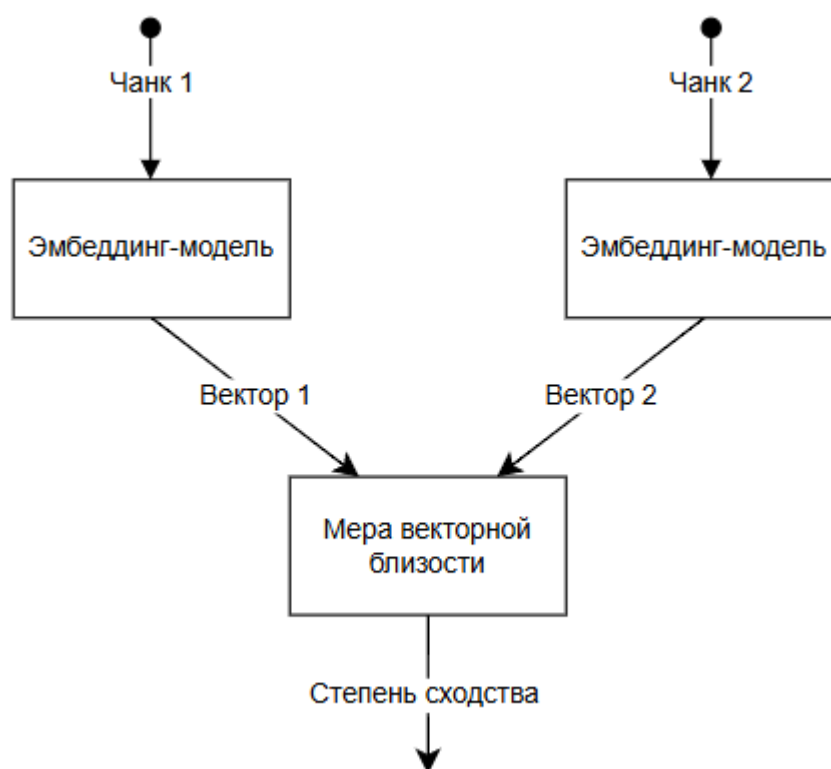 Чанк 1
Чанк 2
Эмбеддинг-модель
Эмбеддинг-модель
Вектор 1
Вектор 2
Мера векторной
близости
Степень сходства